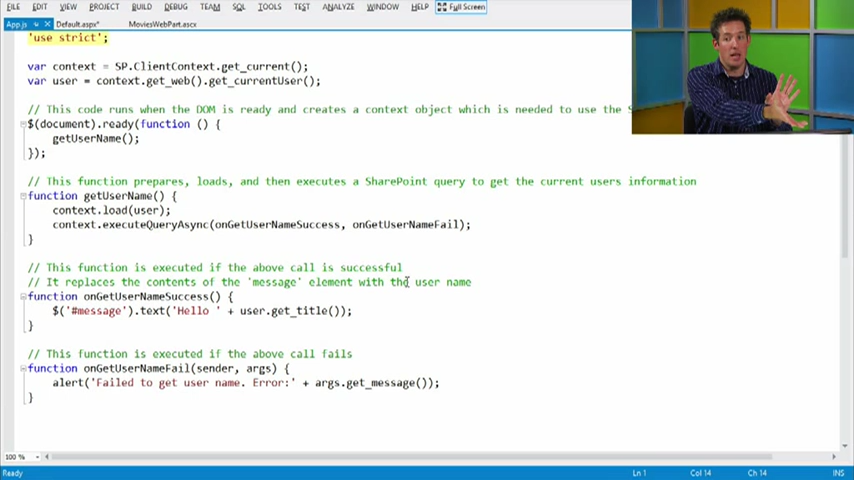 FILE EDIT VIEW PROJECT BUILD DEBUG TEAM SQL TOOLS TEST ANALYZE WINDOW HELP Full Screen
App.js Default.aspx* MoviesWebPart.ascx
'use strict';
var context = SP.ClientContext.get_current();
var user = context.get_web().get_currentUser();
// This code runs when the DOM is ready and creates a context object which is needed to use the S
$(document).ready(function () {
getUserName();
});
// This function prepares, loads, and then executes a SharePoint query to get the current users information
function getUserName() {
context.load(user);
context.executeQueryAsync(onGetUserNameSuccess, onGetUserNameFail);
}
// This function is executed if the above call is successful
// It replaces the contents of the 'message' element with the user name
function onGetUserNameSuccess() {
$('#message').text('Hello ' + user.get_title());
}
// This function is executed if the above call fails
function onGetUserNameFail(sender, args) {
alert('Failed to get user name. Error:' + args.get_message());
}
100 %
Ready Ln 1 Col 14 Ch 14 INS